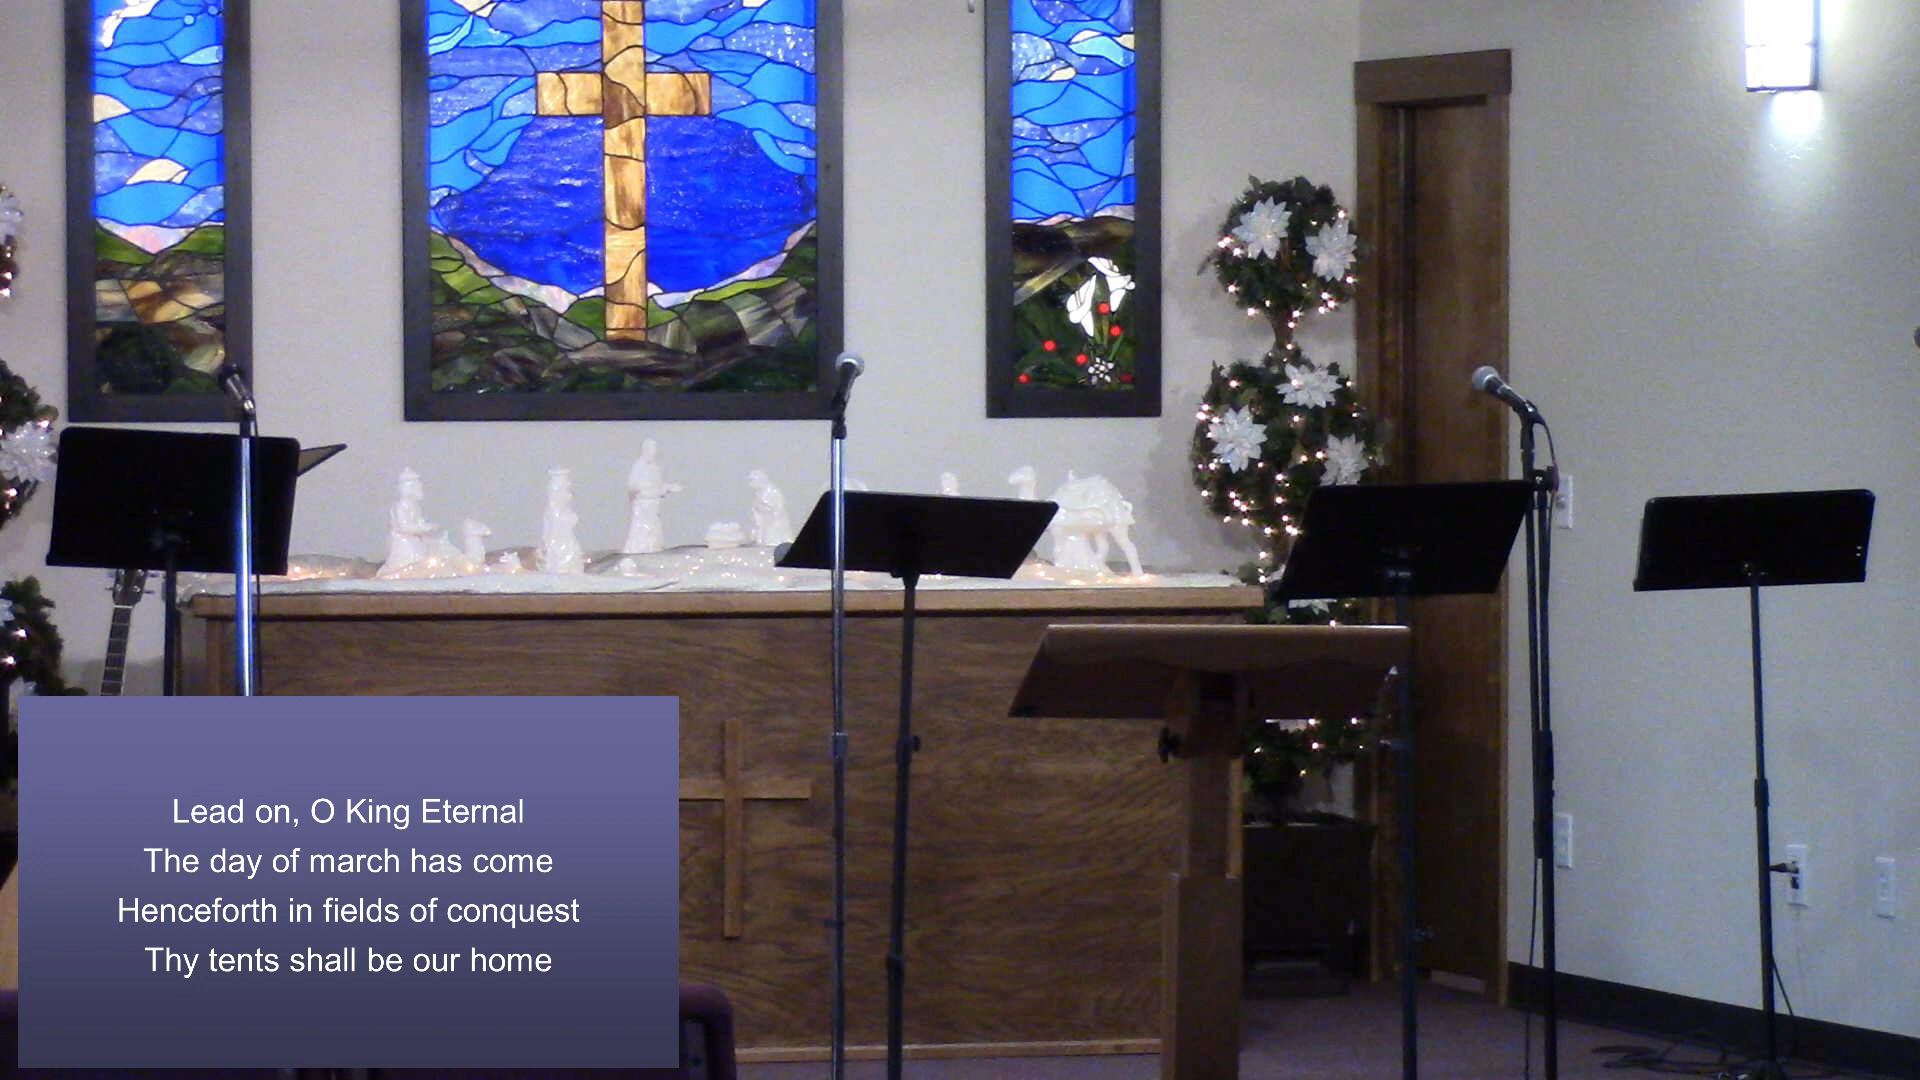 Lead on, O King Eternal
The day of march has come
Henceforth in fields of conquest
Thy tents shall be our home